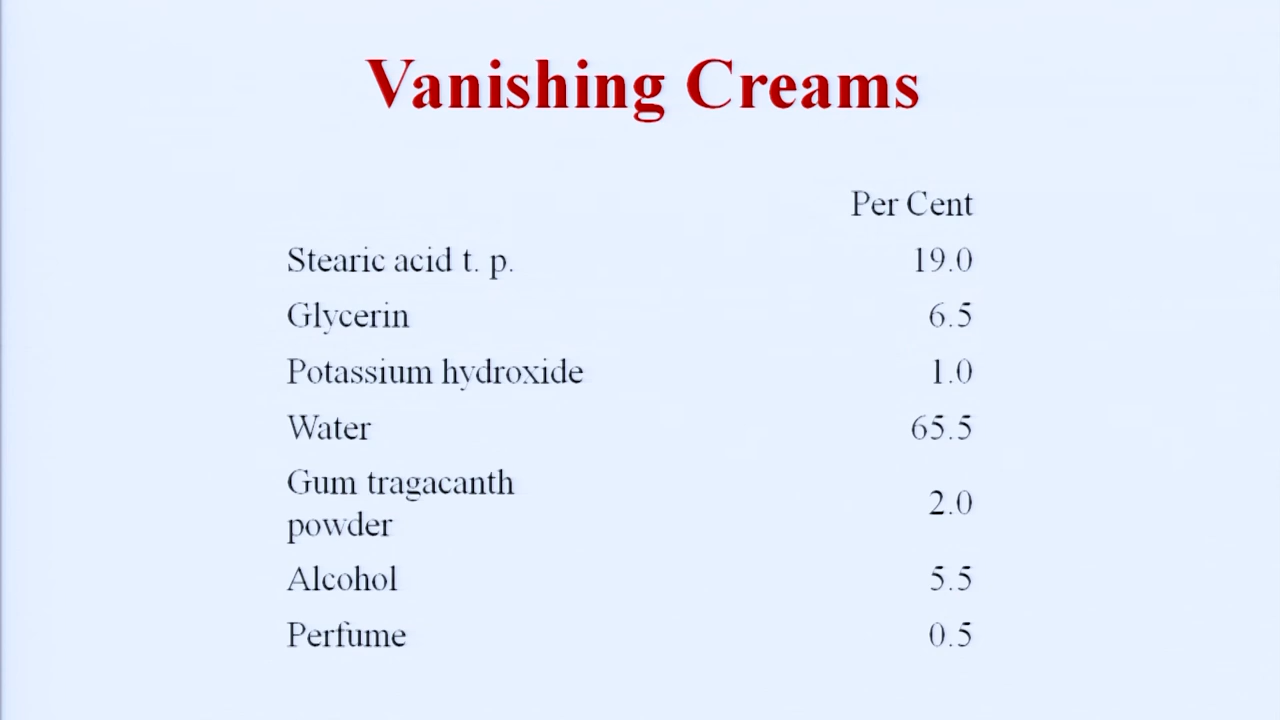 Vanishing Creams
Per Cent
Stearic acid t. p. 19.0
Glycerin 6.5
Potassium hydroxide 1.0
Water 65.5
Gum tragacanth
powder 2.0
Alcohol 5.5
Perfume 0.5